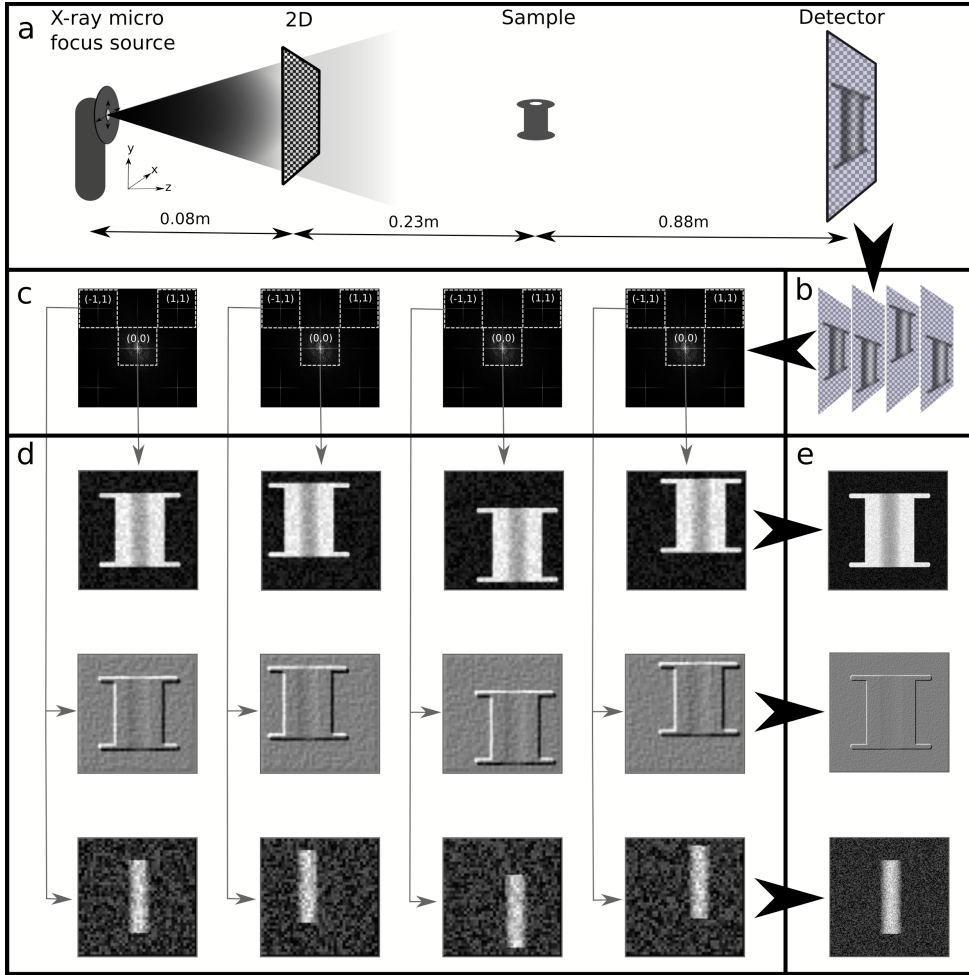 a
X-ray micro
focus source
2D
Sample
Detector
y
x
z
0.08m
0.23m
0.88m
c
(-1,1)
(1,1)
(0,0)
(-1,1)
(1,1)
(0,0)
(-1,1)
(1,1)
(0,0)
(-1,1)
(1,1)
(0,0)
b
d
e